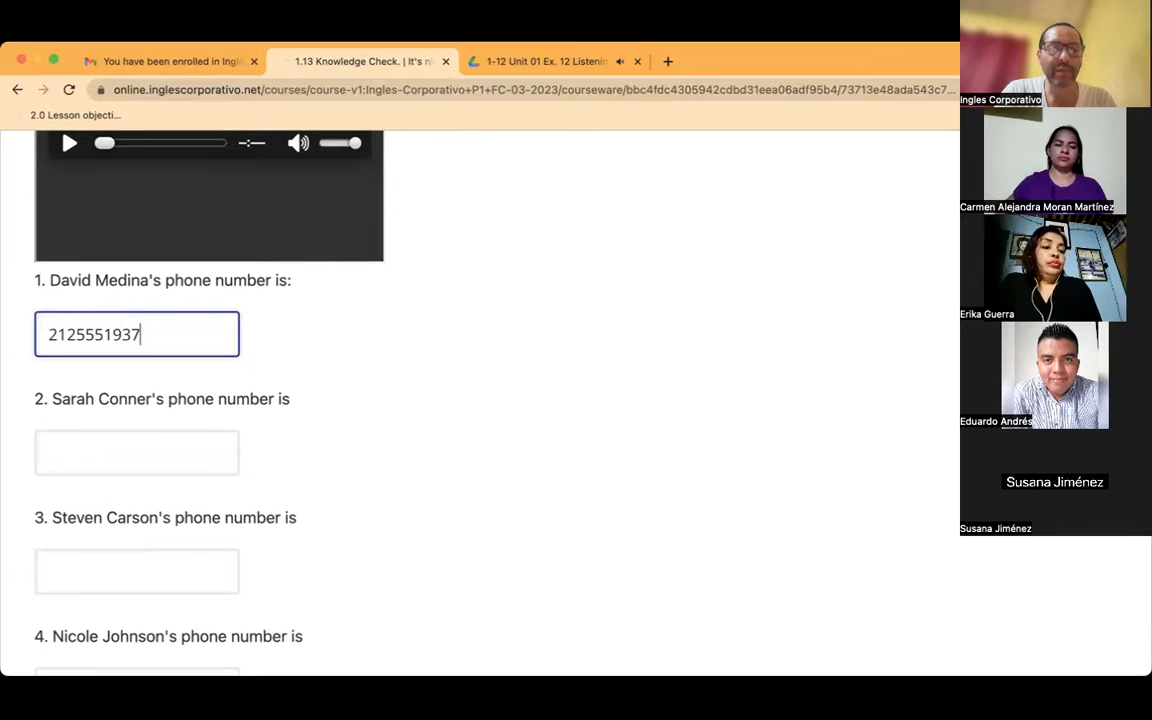 You have been enrolled in Ingl
1.13 Knowledge Check. | It's n
1-12 Unit 01 Ex. 12 Listenin
online.inglescorporativo.net/courses/course-v1:Ingles-Corporativo+P1+FC-03-2023/courseware/bbc4fdc4305942cdbd31eea06adf95b4/73713e48ada543c7...
2.0 Lesson objecti...
-:--
1. David Medina's phone number is:
2125551937
2. Sarah Conner's phone number is
3. Steven Carson's phone number is
4. Nicole Johnson's phone number is
Ingles Corporativo
Carmen Alejandra Moran Martínez
Erika Guerra
Eduardo Andrés
Susana Jiménez
Susana Jiménez